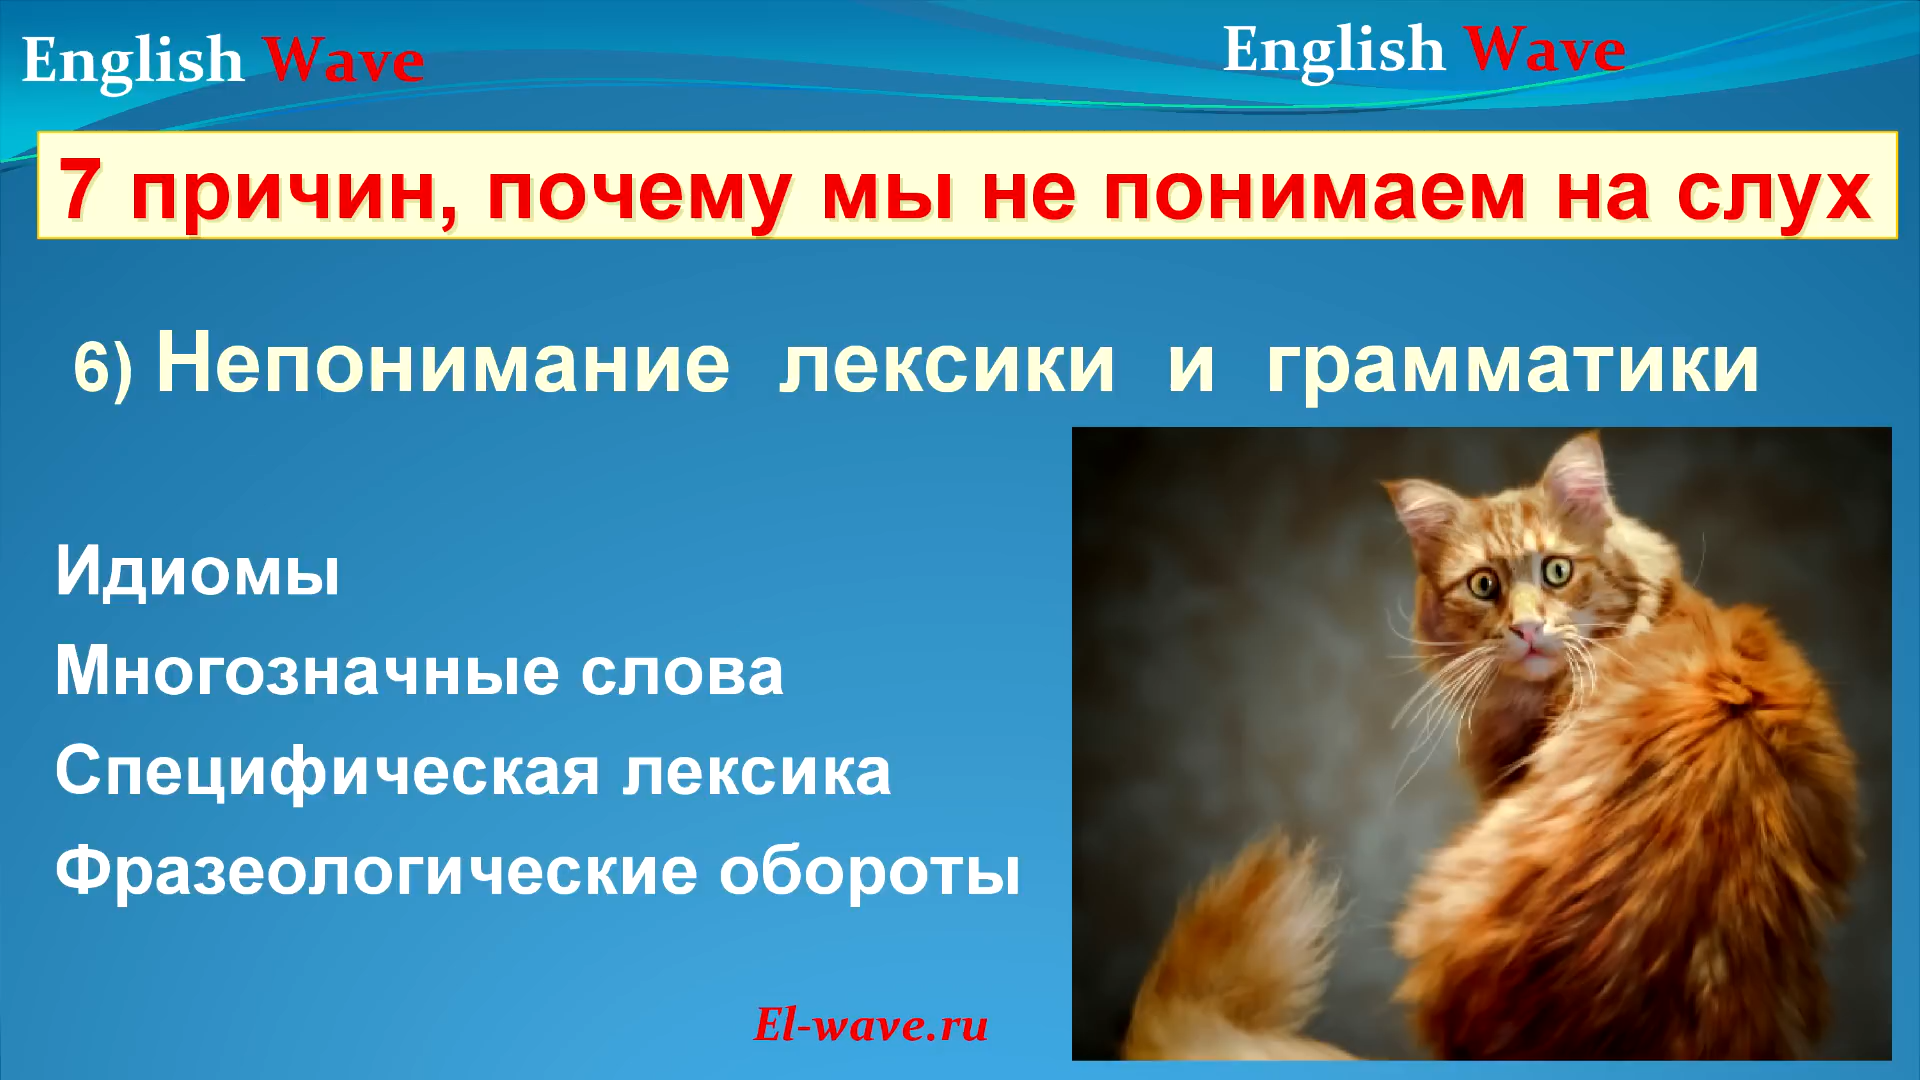 English Wave
English Wave
7 причин, почему мы не понимаем на слух
6) Непонимание лексики и грамматики
Идиомы
Многозначные слова
Специфическая лексика
Фразеологические обороты
El-wave.ru